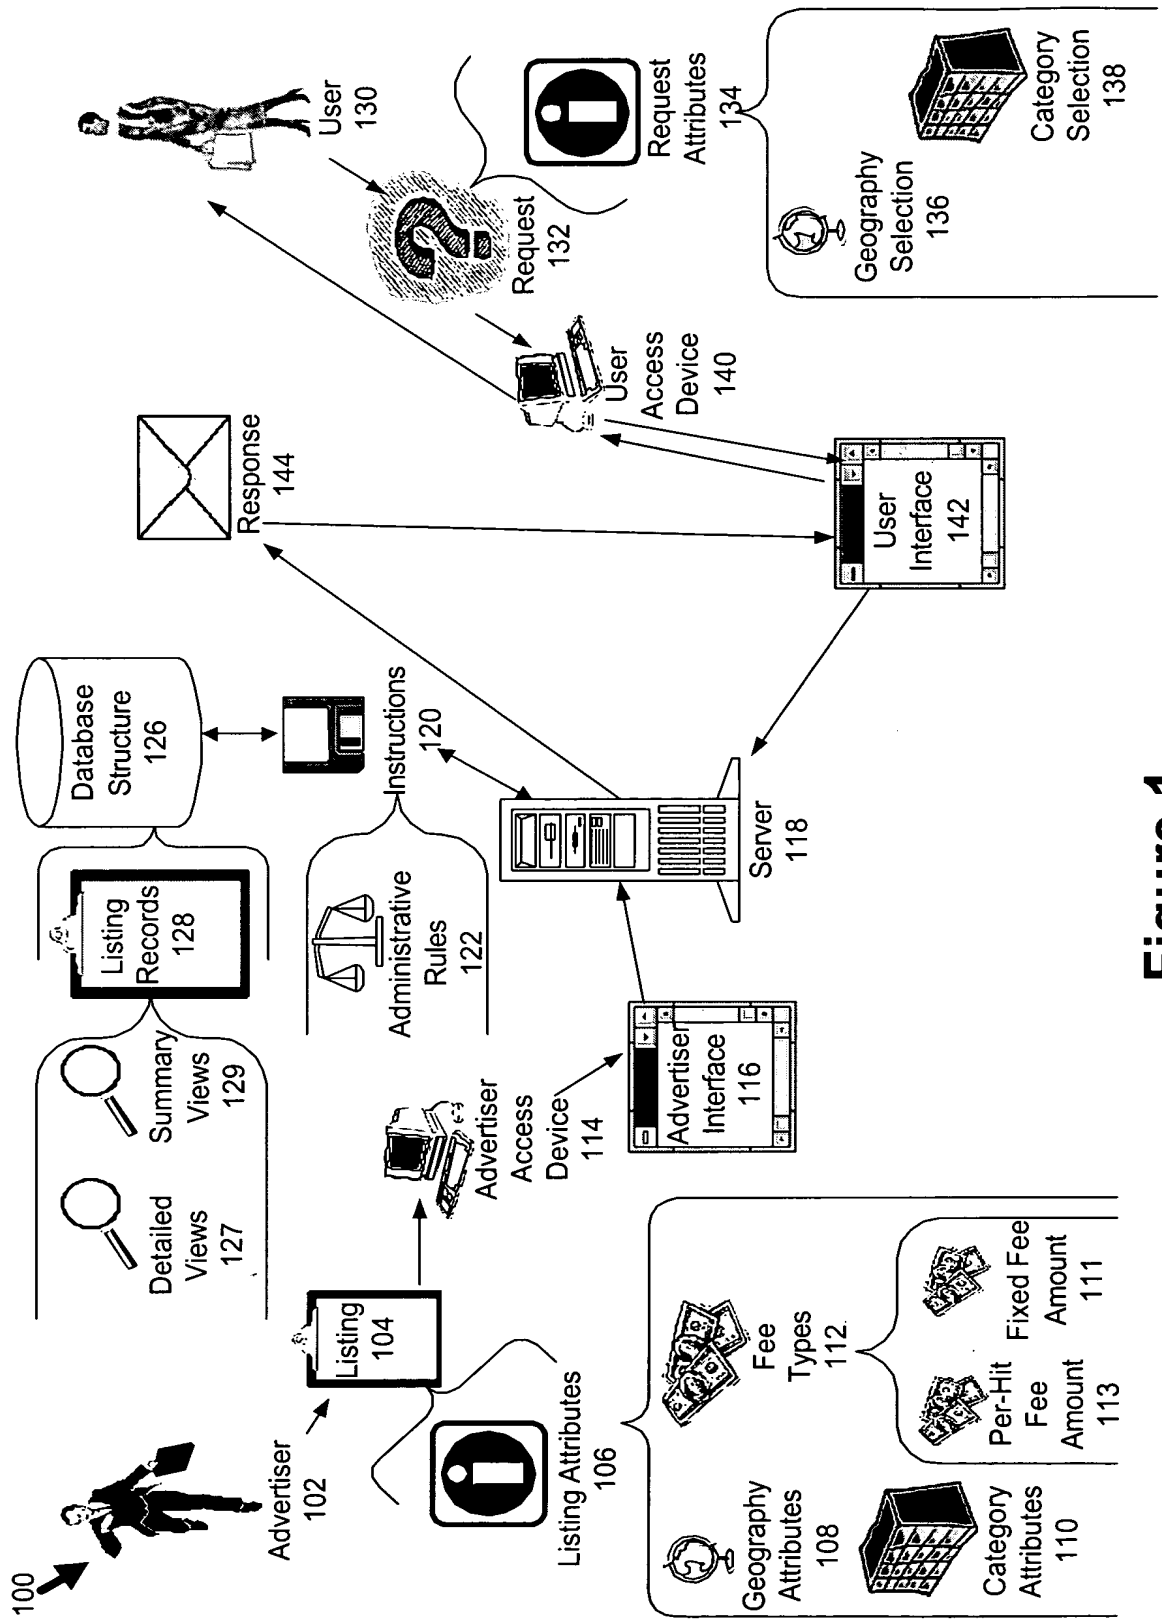 100
Database
Structure
126
Listing
Records
128
Summary
Views
129
Detailed
Views
127
Advertiser
102
Listing
104
Listing Attributes
106
Geography
Attributes
108
Category
Attributes
110
Fee
Types
112
Per-Hit
Fee
Amount
113
Fixed Fee
Amount
111
Advertiser
Access
Device
114
Advertiser
Interface
116
Administrative
Rules
122
Instructions
120
Server
118
Response
144
User
130
Request
132
Request
Attributes
134
Geography
Selection
136
Category
Selection
138
User
Access
Device
140
User
Interface
142
Figure 1